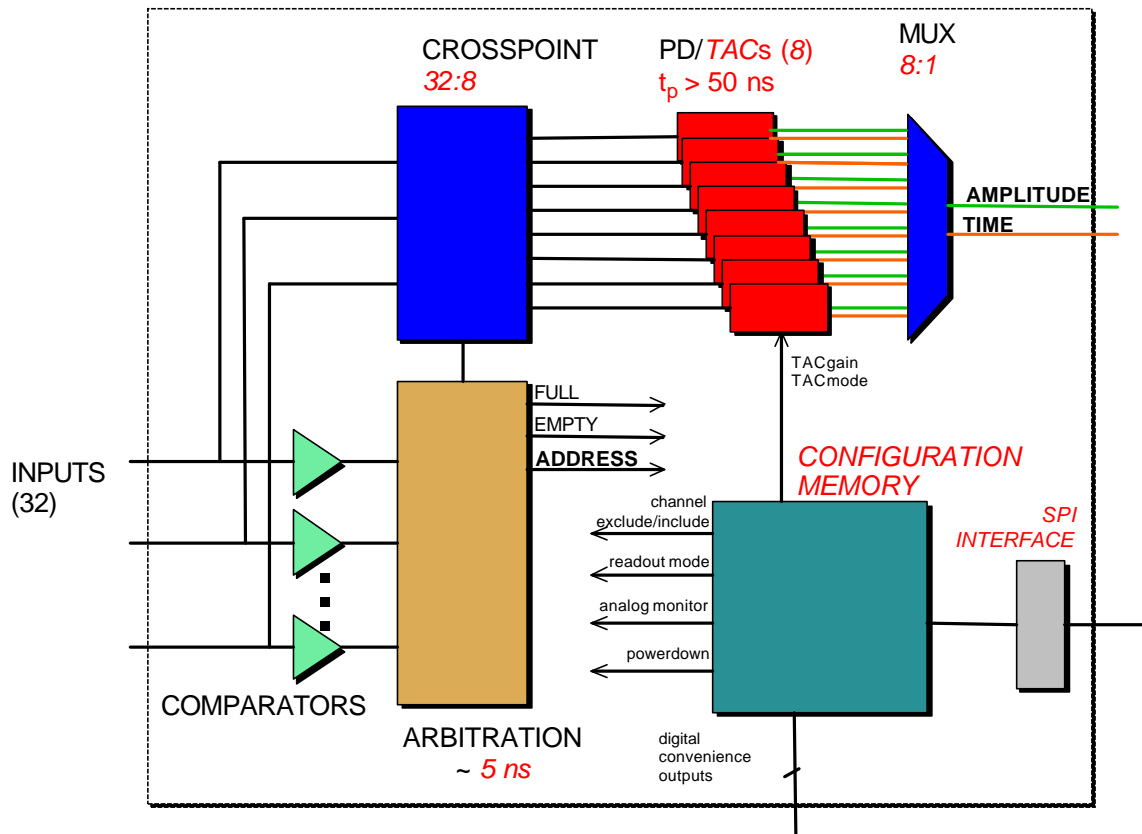 CROSSPOINT
32:8
PD/TACs (8)
tp > 50 ns
MUX
8:1
AMPLITUDE
TIME
TACgain
TACmode
FULL
EMPTY
ADDRESS
INPUTS
(32)
CONFIGURATION
MEMORY
channel
exclude/include
readout mode
analog monitor
powerdown
SPI
INTERFACE
COMPARATORS
ARBITRATION
~ 5 ns
digital
convenience
outputs